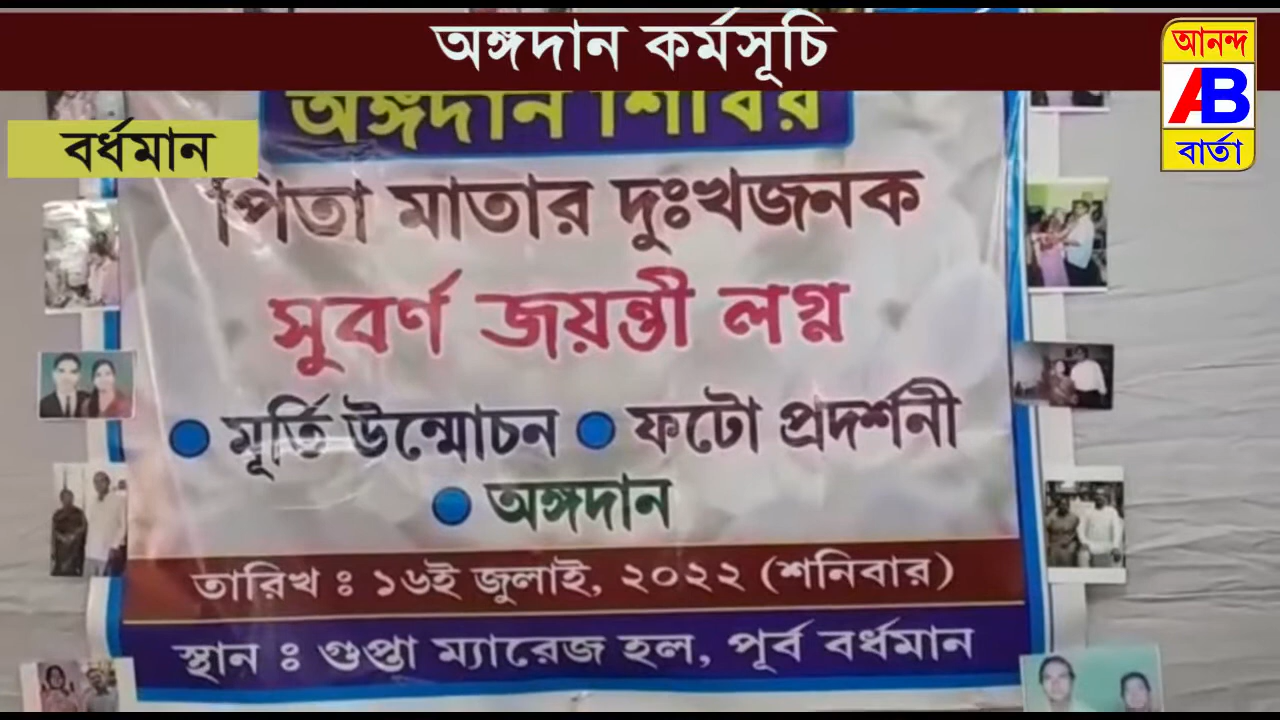 অঙ্গদান কর্মসূচি
আনন্দ
AB
বার্তা
বর্ধমান
অঙ্গদান শিবির
পিতা মাতার দুঃখজনক
সুবর্ণ জয়ন্তী লগ্ন
মূর্তি উন্মোচন ফটো প্রদর্শনী
অঙ্গদান
তারিখ ঃ ১৬ই জুলাই, ২০২২ (শনিবার)
স্থান ঃ গুপ্তা ম্যারেজ হল, পূর্ব বর্ধমান